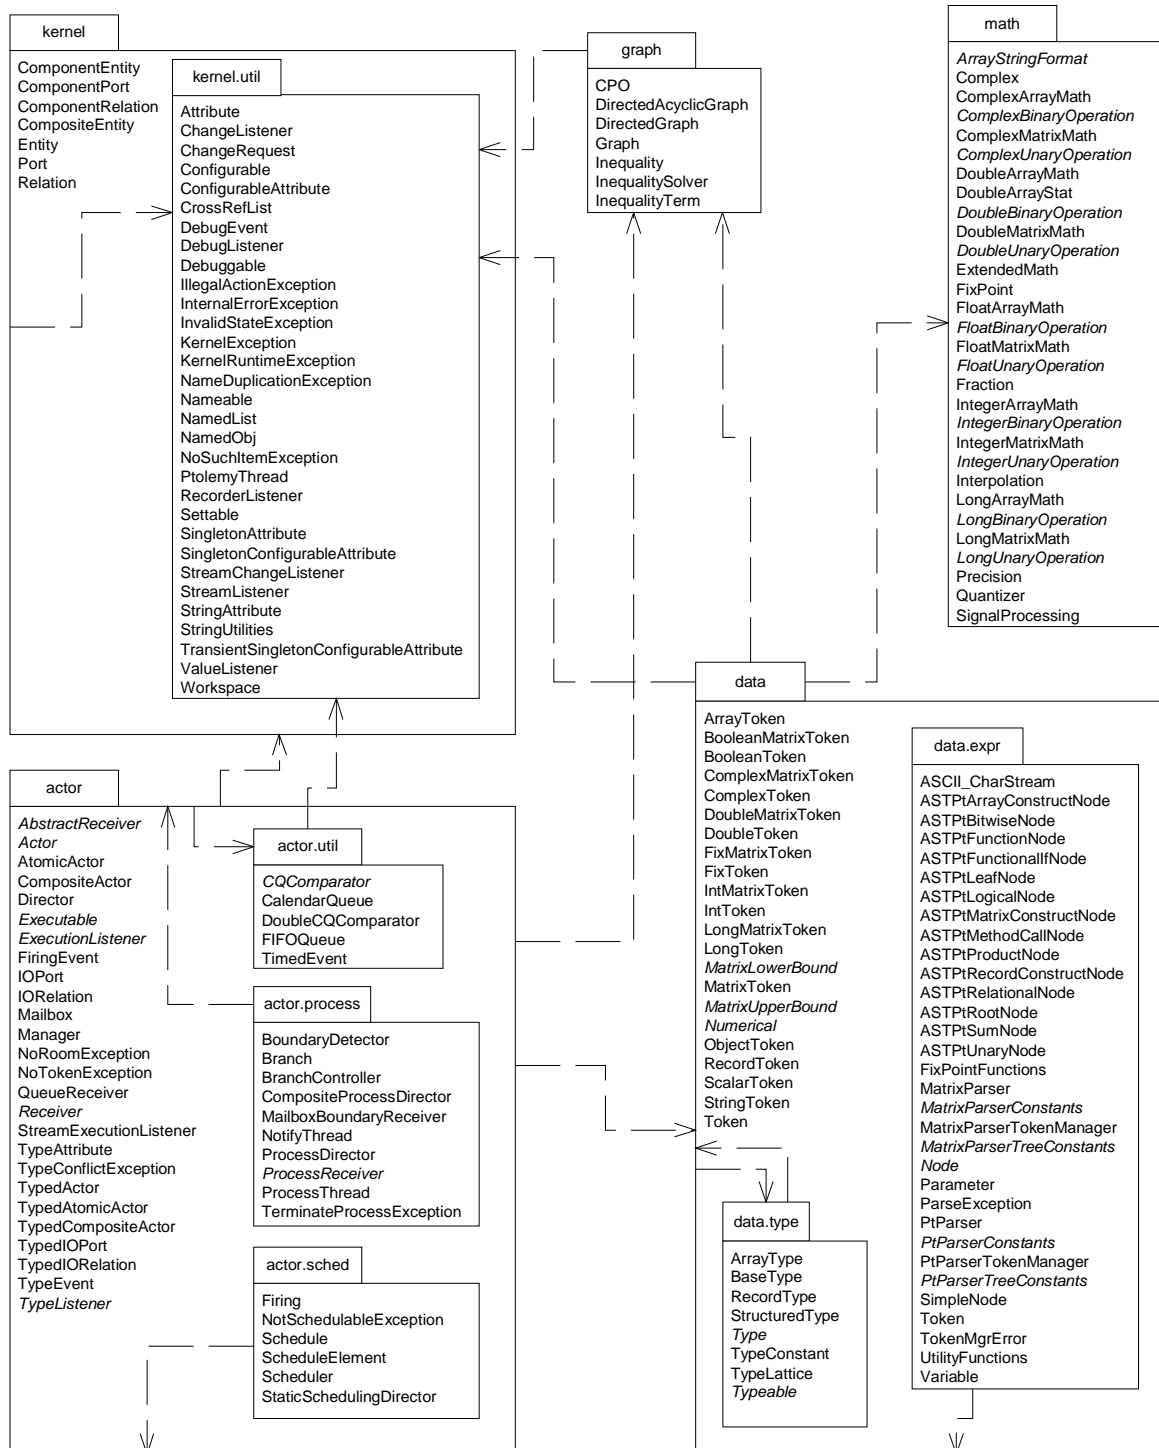 kernel
ComponentEntity
ComponentPort
ComponentRelation
CompositeEntity
Entity
Port
Relation
kernel.util
Attribute
ChangeListener
ChangeRequest
Configurable
ConfigurableAttribute
CrossRefList
DebugEvent
DebugListener
Debuggable
IllegalActionException
InternalErrorException
InvalidStateException
KernelException
KernelRuntimeException
NameDuplicationException
Nameable
NamedList
NamedObj
NoSuchItemException
PtolemyThread
RecorderListener
Settable
SingletonAttribute
SingletonConfigurableAttribute
StreamChangeListener
StreamListener
StringAttribute
StringUtilities
TransientSingletonConfigurableAttribute
ValueListener
Workspace
graph
CPO
DirectedAcyclicGraph
DirectedGraph
Graph
Inequality
InequalitySolver
InequalityTerm
math
ArrayStringFormat
Complex
ComplexArrayMath
ComplexBinaryOperation
ComplexMatrixMath
ComplexUnaryOperation
DoubleArrayMath
DoubleArrayStat
DoubleBinaryOperation
DoubleMatrixMath
DoubleUnaryOperation
ExtendedMath
FixPoint
FloatArrayMath
FloatBinaryOperation
FloatMatrixMath
FloatUnaryOperation
Fraction
IntegerArrayMath
IntegerBinaryOperation
IntegerMatrixMath
IntegerUnaryOperation
Interpolation
LongArrayMath
LongBinaryOperation
LongMatrixMath
LongUnaryOperation
Precision
Quantizer
SignalProcessing
actor
AbstractReceiver
Actor
AtomicActor
CompositeActor
Director
Executable
ExecutionListener
FiringEvent
IOPort
IORelation
Mailbox
Manager
NoRoomException
NoTokenException
QueueReceiver
Receiver
StreamExecutionListener
TypeAttribute
TypeConflictException
TypedActor
TypedAtomicActor
TypedCompositeActor
TypedIOPort
TypedIORelation
TypeEvent
TypeListener
actor.util
CQComparator
CalendarQueue
DoubleCQComparator
FIFOQueue
TimedEvent
actor.process
BoundaryDetector
Branch
BranchController
CompositeProcessDirector
MailboxBoundaryReceiver
NotifyThread
ProcessDirector
ProcessReceiver
ProcessThread
TerminateProcessException
actor.sched
Firing
NotSchedulableException
Schedule
ScheduleElement
Scheduler
StaticSchedulingDirector
data
ArrayToken
BooleanMatrixToken
BooleanToken
ComplexMatrixToken
ComplexToken
DoubleMatrixToken
DoubleToken
FixMatrixToken
FixToken
IntMatrixToken
IntToken
LongMatrixToken
LongToken
MatrixLowerBound
MatrixToken
MatrixUpperBound
Numerical
ObjectToken
RecordToken
ScalarToken
StringToken
Token
data.type
ArrayType
BaseType
RecordType
StructuredType
Type
TypeConstant
TypeLattice
Typeable
data.expr
ASCII_CharStream
ASTPtArrayConstructNode
ASTPtBitwiseNode
ASTPtFunctionNode
ASTPtFunctionalIfNode
ASTPtLeafNode
ASTPtLogicalNode
ASTPtMatrixConstructNode
ASTPtMethodCallNode
ASTPtProductNode
ASTPtRecordConstructNode
ASTPtRelationalNode
ASTPtRootNode
ASTPtSumNode
ASTPtUnaryNode
FixPointFunctions
MatrixParser
MatrixParserConstants
MatrixParserTokenManager
MatrixParserTreeConstants
Node
Parameter
ParseException
PtParser
PtParserConstants
PtParserTokenManager
PtParserTreeConstants
SimpleNode
Token
TokenMgrError
UtilityFunctions
Variable